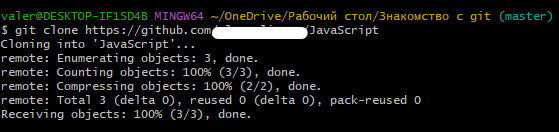 valer@DESKTOP-IF1SD4B MINGW64 ~/OneDrive/Рабочий стол/Знакомство с git (master)
$ git clone https://github.com /JavaScript
Cloning into 'JavaScript'...
remote: Enumerating objects: 3, done.
remote: Counting objects: 100% (3/3), done.
remote: Compressing objects: 100% (2/2), done.
remote: Total 3 (delta 0), reused 0 (delta 0), pack-reused 0
Receiving objects: 100% (3/3), done.